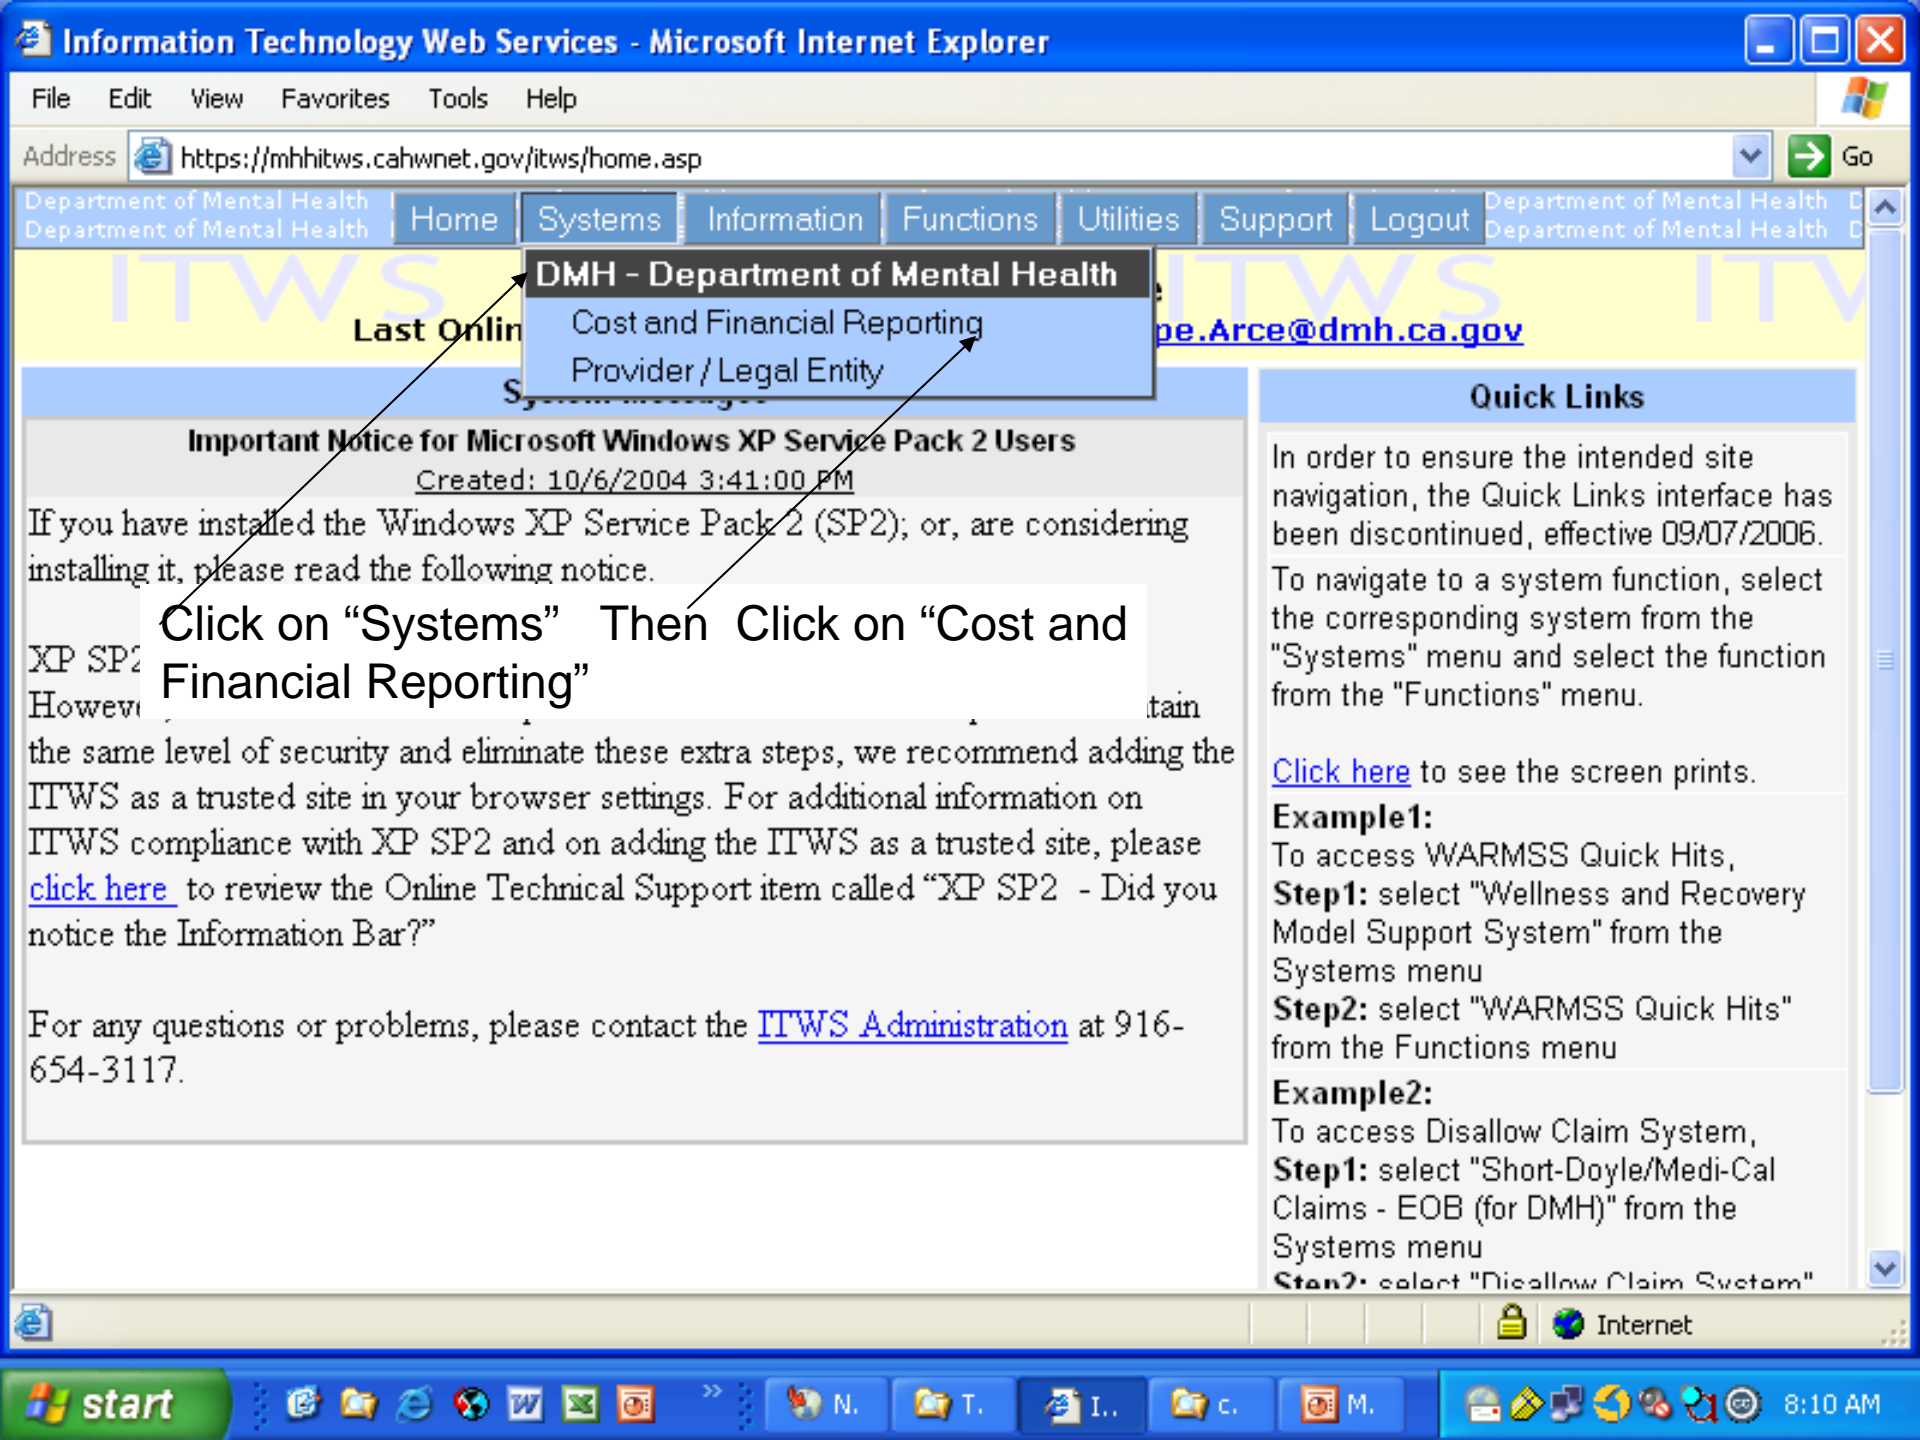 Information Technology Web Services - Microsoft Internet Explorer
File Edit View Favorites Tools Help
Address https://mhhitws.cahwnet.gov/itws/home.asp Go
Department of Mental Health
Department of Mental Health
Home Systems Information Functions Utilities Support Logout
Department of Mental Health D
Department of Mental Health D
ITWS ITWS ITW
DMH - Department of Mental Health
Cost and Financial Reporting
Provider / Legal Entity
Last Onlin pe.Arce@dmh.ca.gov
Important Notice for Microsoft Windows XP Service Pack 2 Users
Created: 10/6/2004 3:41:00 PM
If you have installed the Windows XP Service Pack 2 (SP2); or, are considering
installing it, please read the following notice.
Click on “Systems” Then Click on “Cost and
Financial Reporting”
XP SP2
Howeve tain
the same level of security and eliminate these extra steps, we recommend adding the
ITWS as a trusted site in your browser settings. For additional information on
ITWS compliance with XP SP2 and on adding the ITWS as a trusted site, please
click here to review the Online Technical Support item called “XP SP2 - Did you
notice the Information Bar?”
For any questions or problems, please contact the ITWS Administration at 916-
654-3117.
Quick Links
In order to ensure the intended site
navigation, the Quick Links interface has
been discontinued, effective 09/07/2006.
To navigate to a system function, select
the corresponding system from the
"Systems" menu and select the function
from the "Functions" menu.
Click here to see the screen prints.
Example1:
To access WARMSS Quick Hits,
Step1: select "Wellness and Recovery
Model Support System" from the
Systems menu
Step2: select "WARMSS Quick Hits"
from the Functions menu
Example2:
To access Disallow Claim System,
Step1: select "Short-Doyle/Medi-Cal
Claims - EOB (for DMH)" from the
Systems menu
Step2: select "Disallow Claim System"
Internet
start N. T. I.. c. M. 8:10 AM